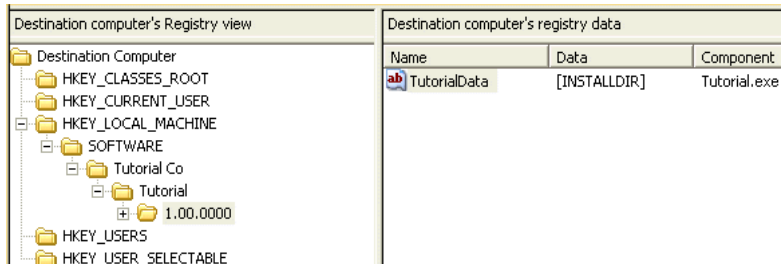 Destination computer's Registry view
Destination Computer
HKEY_CLASSES_ROOT
HKEY_CURRENT_USER
HKEY_LOCAL_MACHINE
SOFTWARE
Tutorial Co
Tutorial
1.00.0000
HKEY_USERS
HKEY_USER_SELECTABLE
Destination computer's registry data
Name Data Component
ab TutorialData [INSTALLDIR] Tutorial.exe